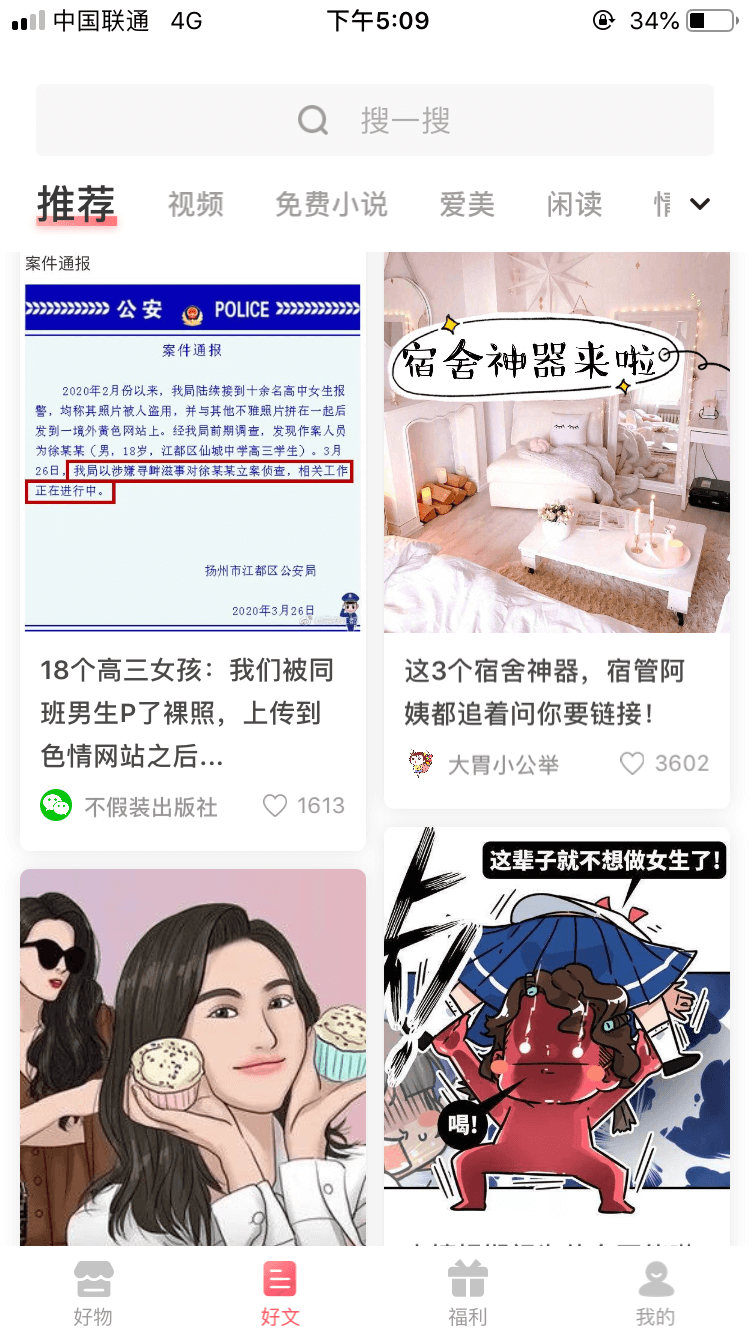 中国联通 4G 下午5:09 34%
搜一搜
推荐 视频 免费小说 爱美 闲读
案件通报
公安 POLICE
案件通报
2020年2月份以来，我局陆续接到十余名高中女生报
警，均称其照片被人盗用，并与其他不雅照片拼在一起后
发到一境外黄色网站上。经我局前期调查，发现作案人员
为徐某某（男，18岁，江都区仙城中学高三学生）。3月
26日，我局以涉嫌寻衅滋事对徐某某立案侦查，相关工作
正在进行中。
扬州市江都区公安局
2020年3月26日
18个高三女孩：我们被同
班男生P了裸照，上传到
色情网站之后...
不假装出版社 1613
宿舍神器来啦
这3个宿舍神器，宿管阿
姨都追着问你要链接！
大胃小公举 3602
这辈子就不想做女生了!
喝!
好物 好文 福利 我的